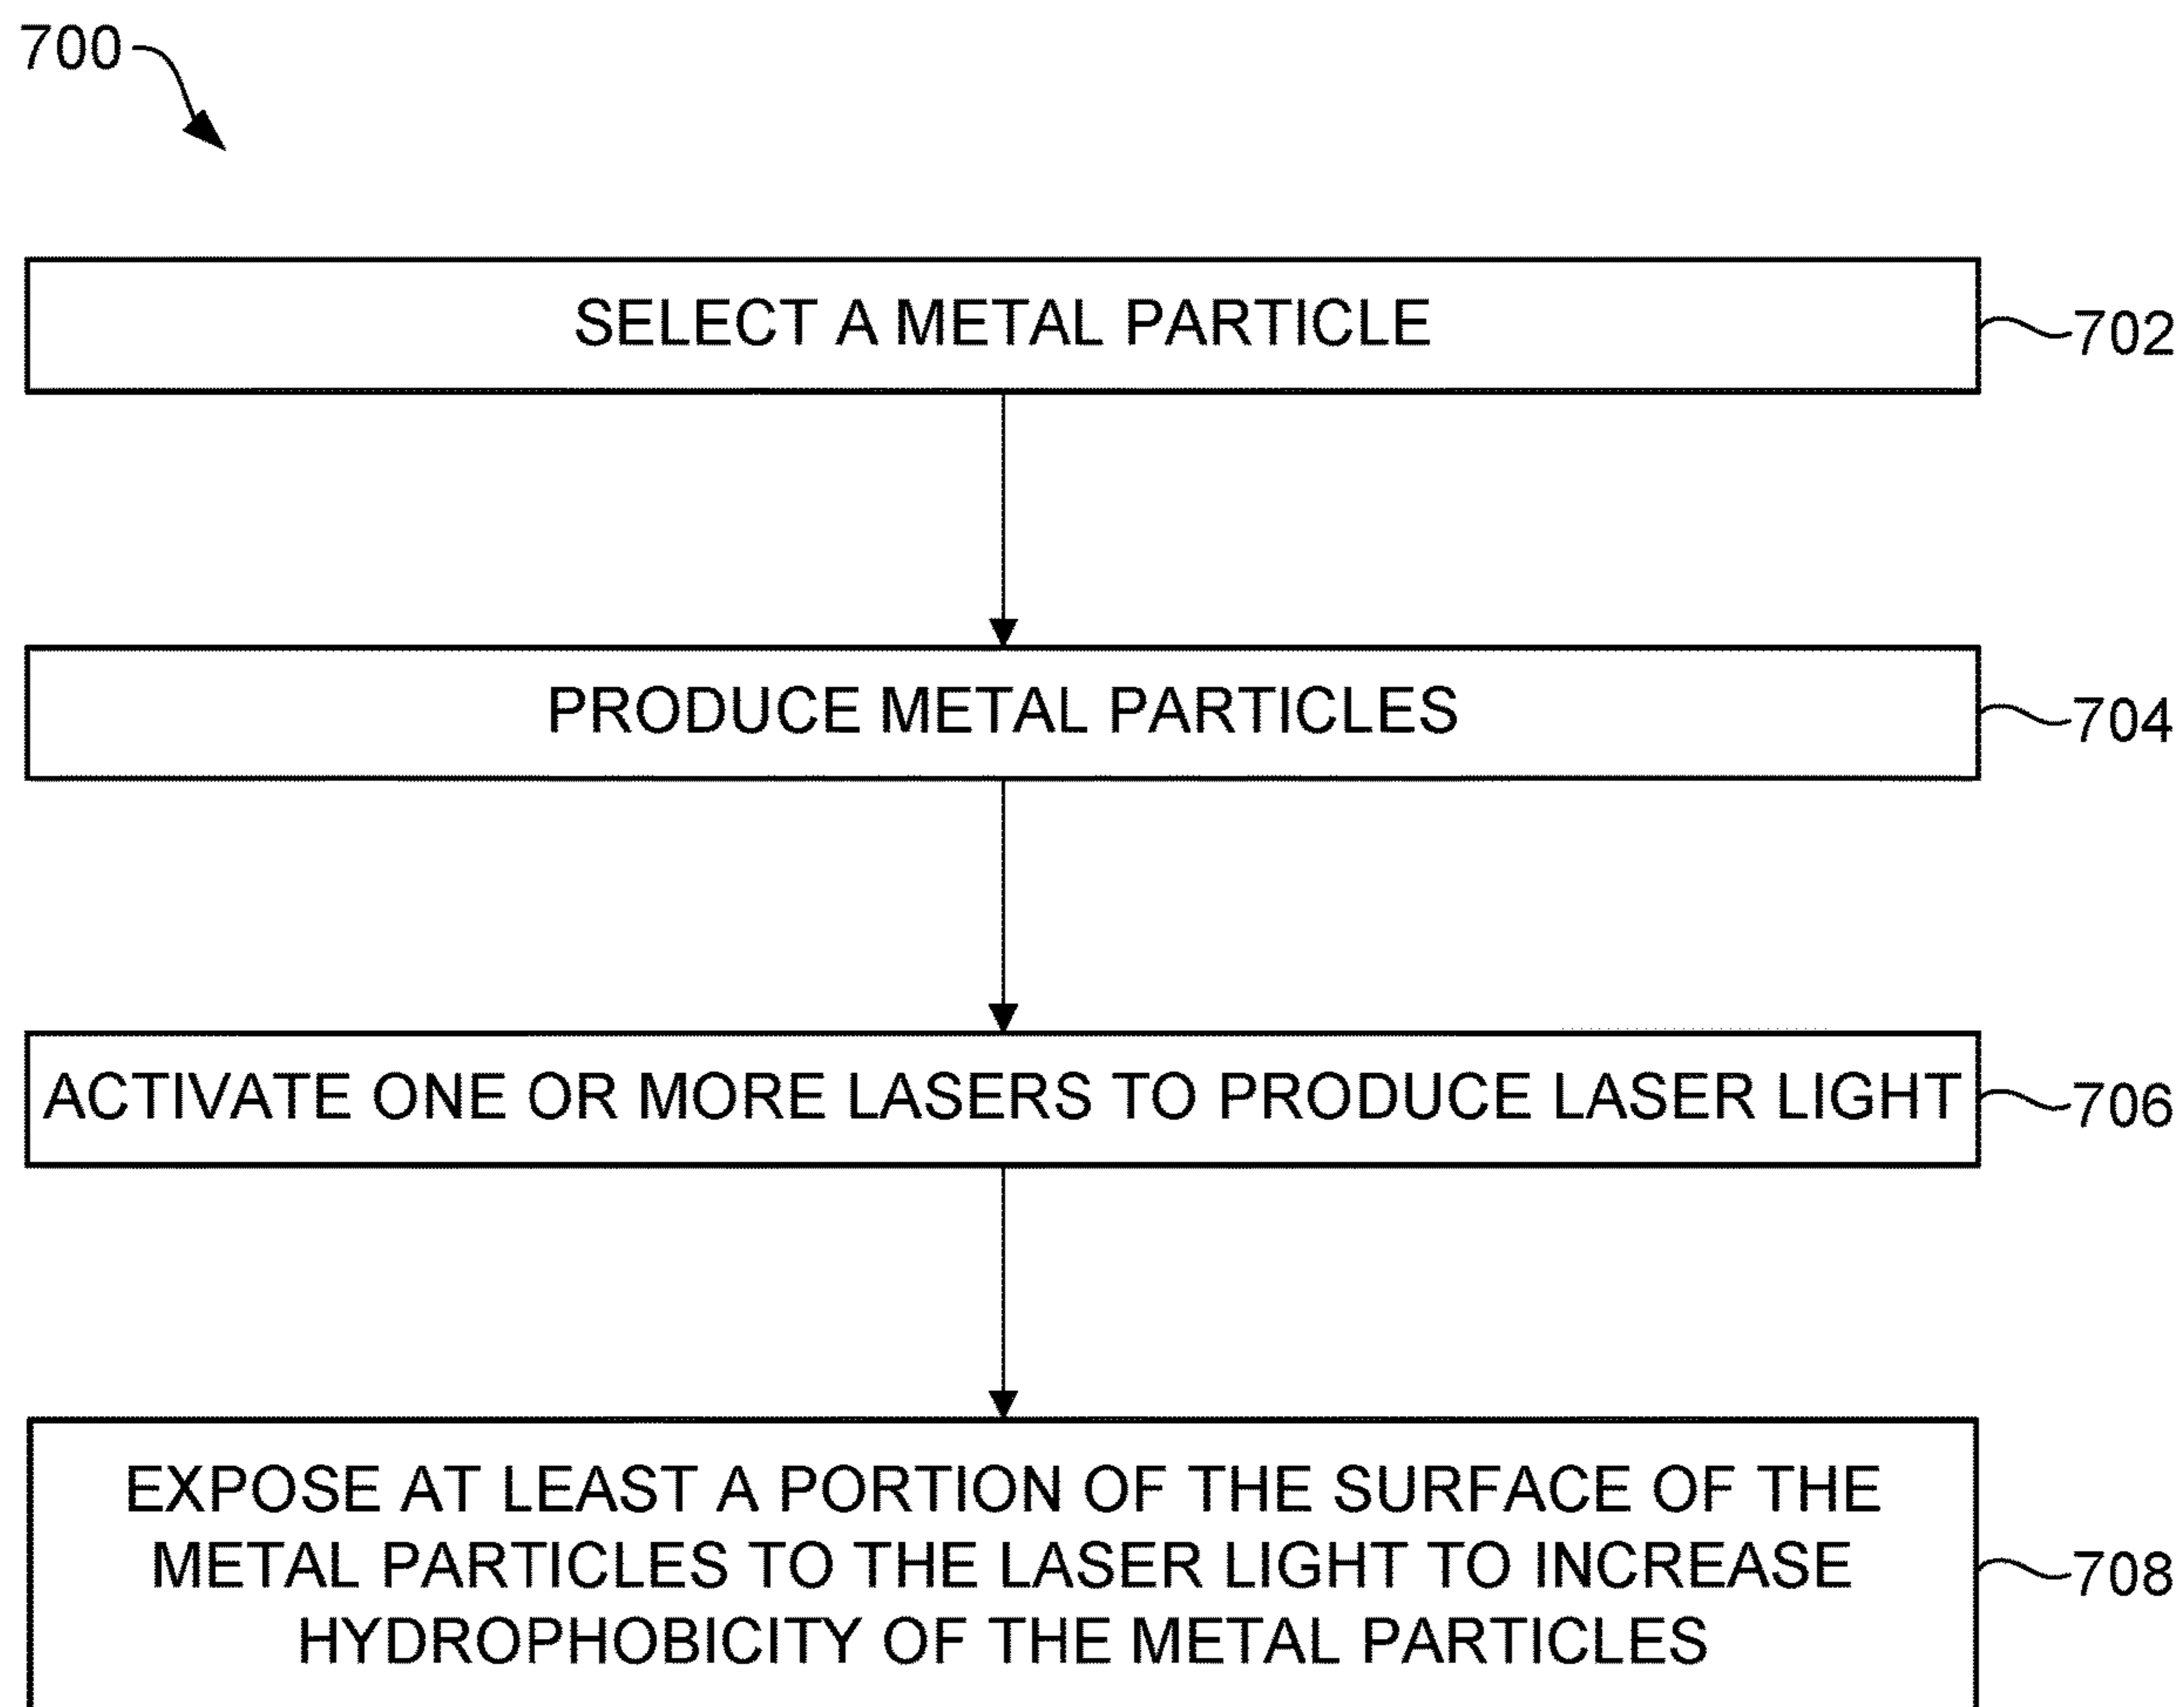 700
SELECT A METAL PARTICLE
702
PRODUCE METAL PARTICLES
704
ACTIVATE ONE OR MORE LASERS TO PRODUCE LASER LIGHT
706
EXPOSE AT LEAST A PORTION OF THE SURFACE OF THE
METAL PARTICLES TO THE LASER LIGHT TO INCREASE
HYDROPHOBICITY OF THE METAL PARTICLES
708